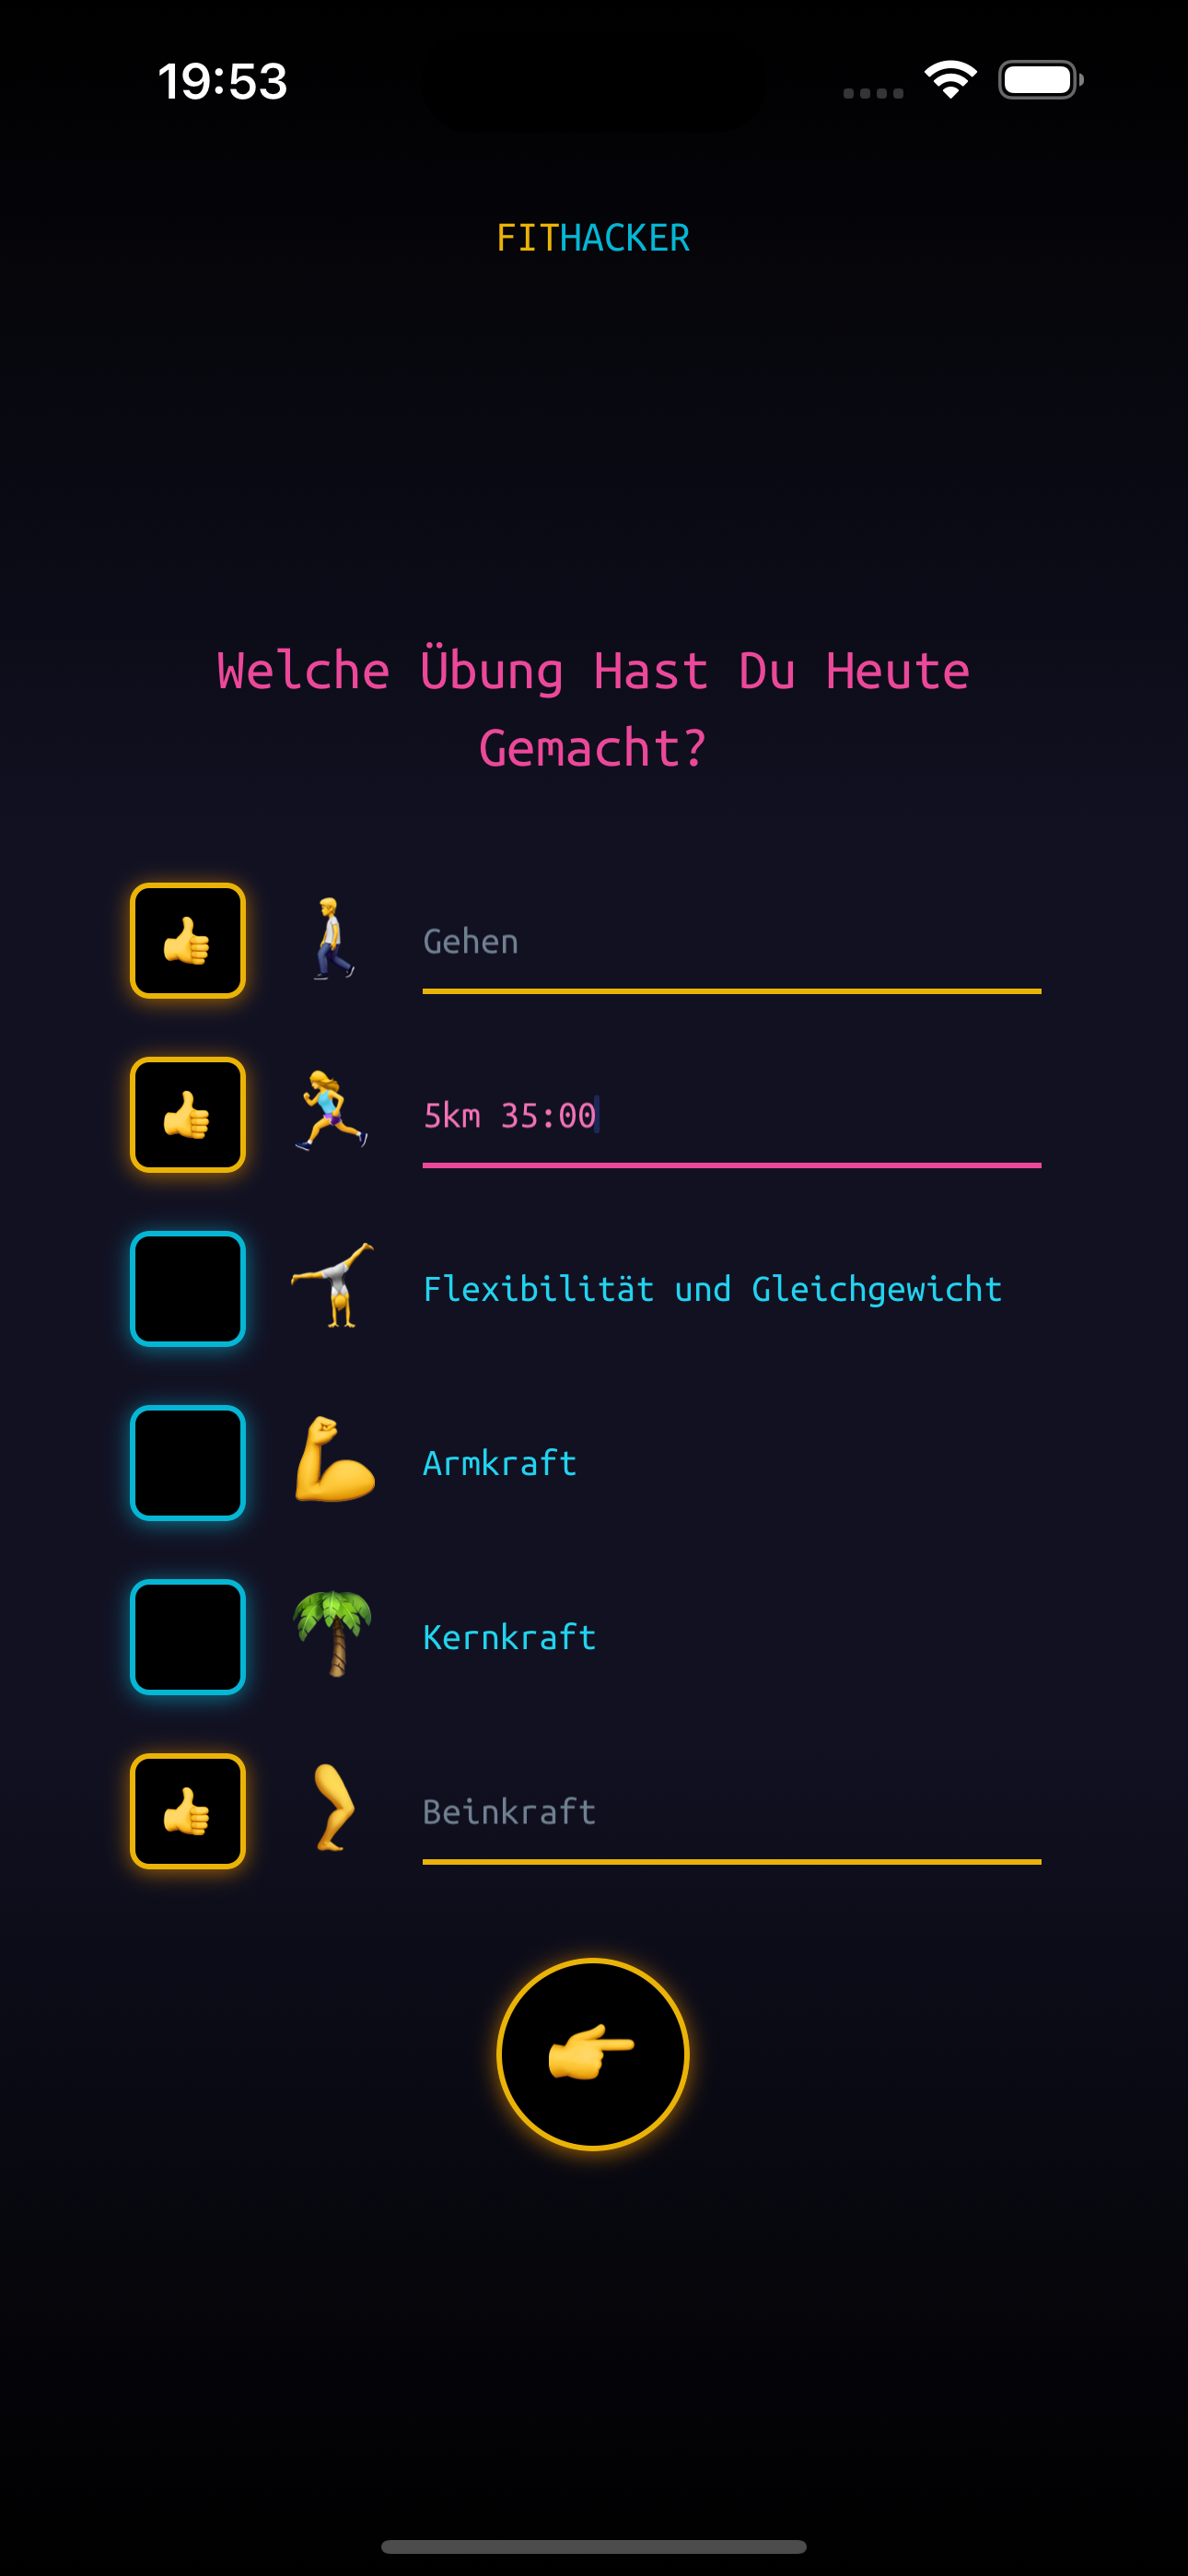 19:53
FITHACKER
Welche Übung Hast Du Heute
Gemacht?
Gehen
5km 35:00
Flexibilität und Gleichgewicht
Armkraft
Kernkraft
Beinkraft